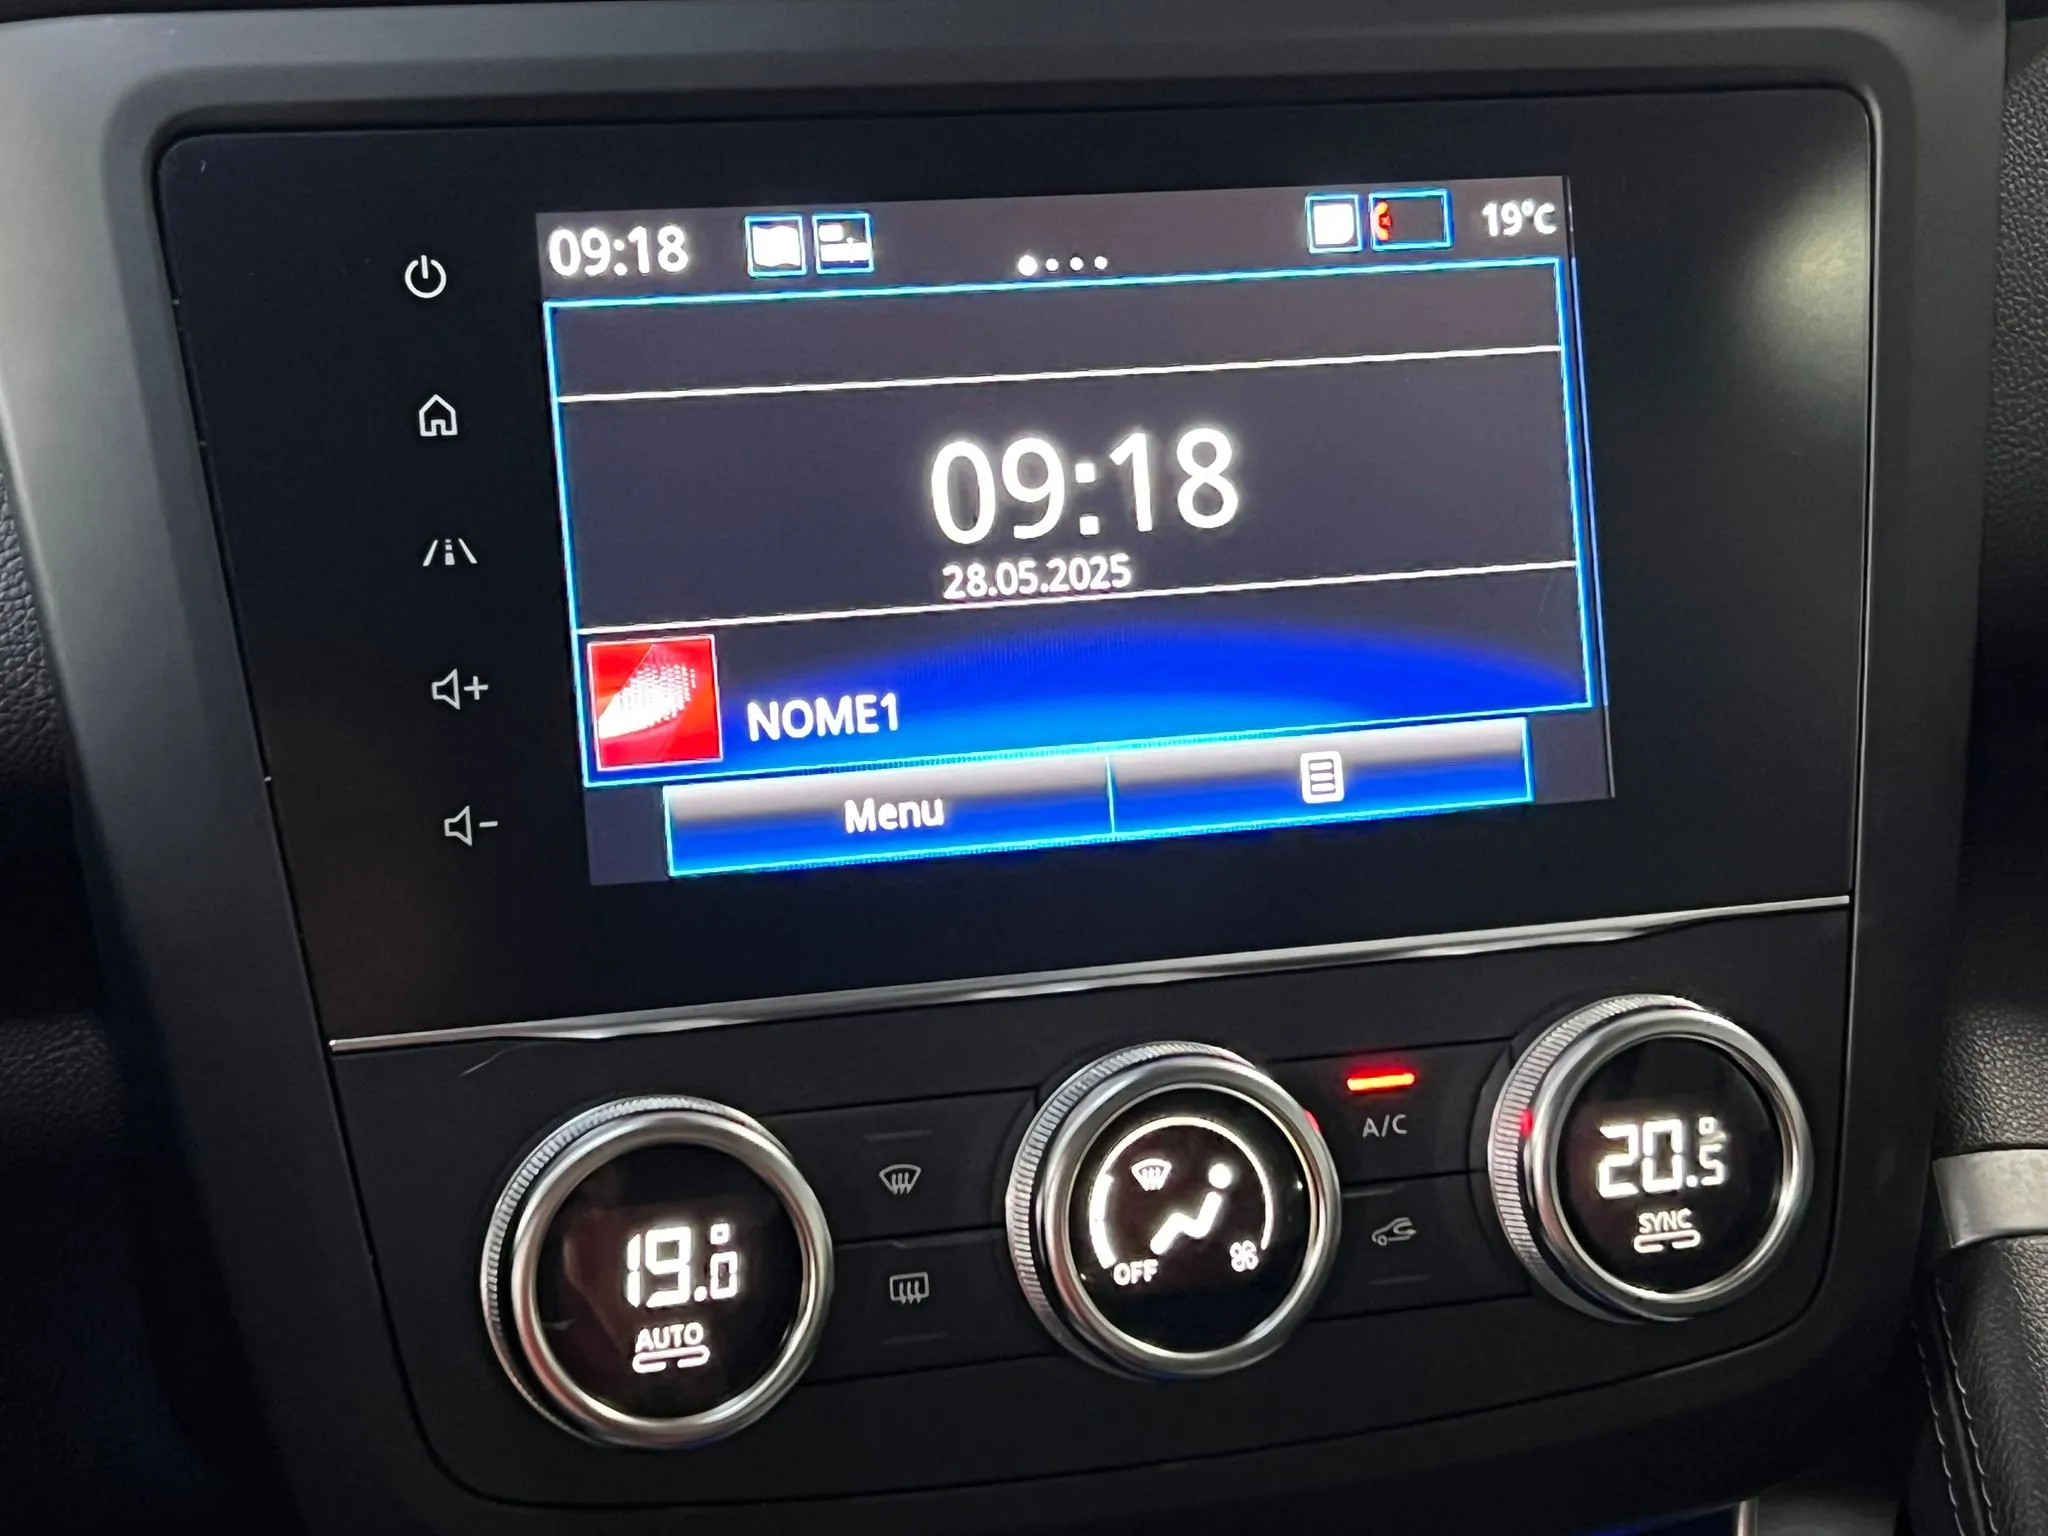 09:18 19°C
09:18
28.05.2025
NOME1
Menu
A/C
20.5°
SYNC
OFF
19.0°
AUTO